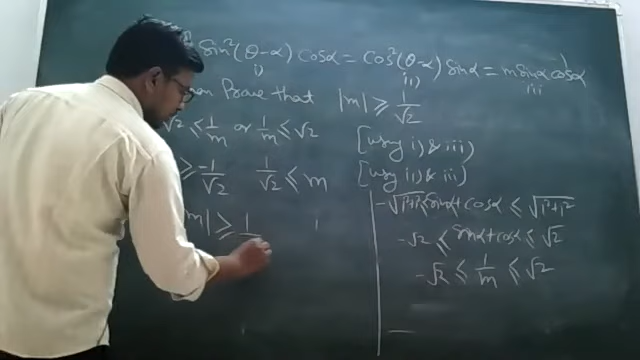 Sin²(θ-α) Cosα = Cos²(θ-α) Sinα = m Sinα Cosα
i) ii) iii)
Prove that |m| ≥ 1/√2
√2 ≤ 1/m or 1/m ≤ √2 [using i) & iii)]
≥ -1/√2 1/√2 ≤ m [using ii) & iii)]
m| ≥ 1
-√(1²+1²) ≤ Sinα+Cosα ≤ √(1²+1²)
-√2 ≤ Sinα+Cosα ≤ √2
-√2 ≤ 1/m ≤ √2